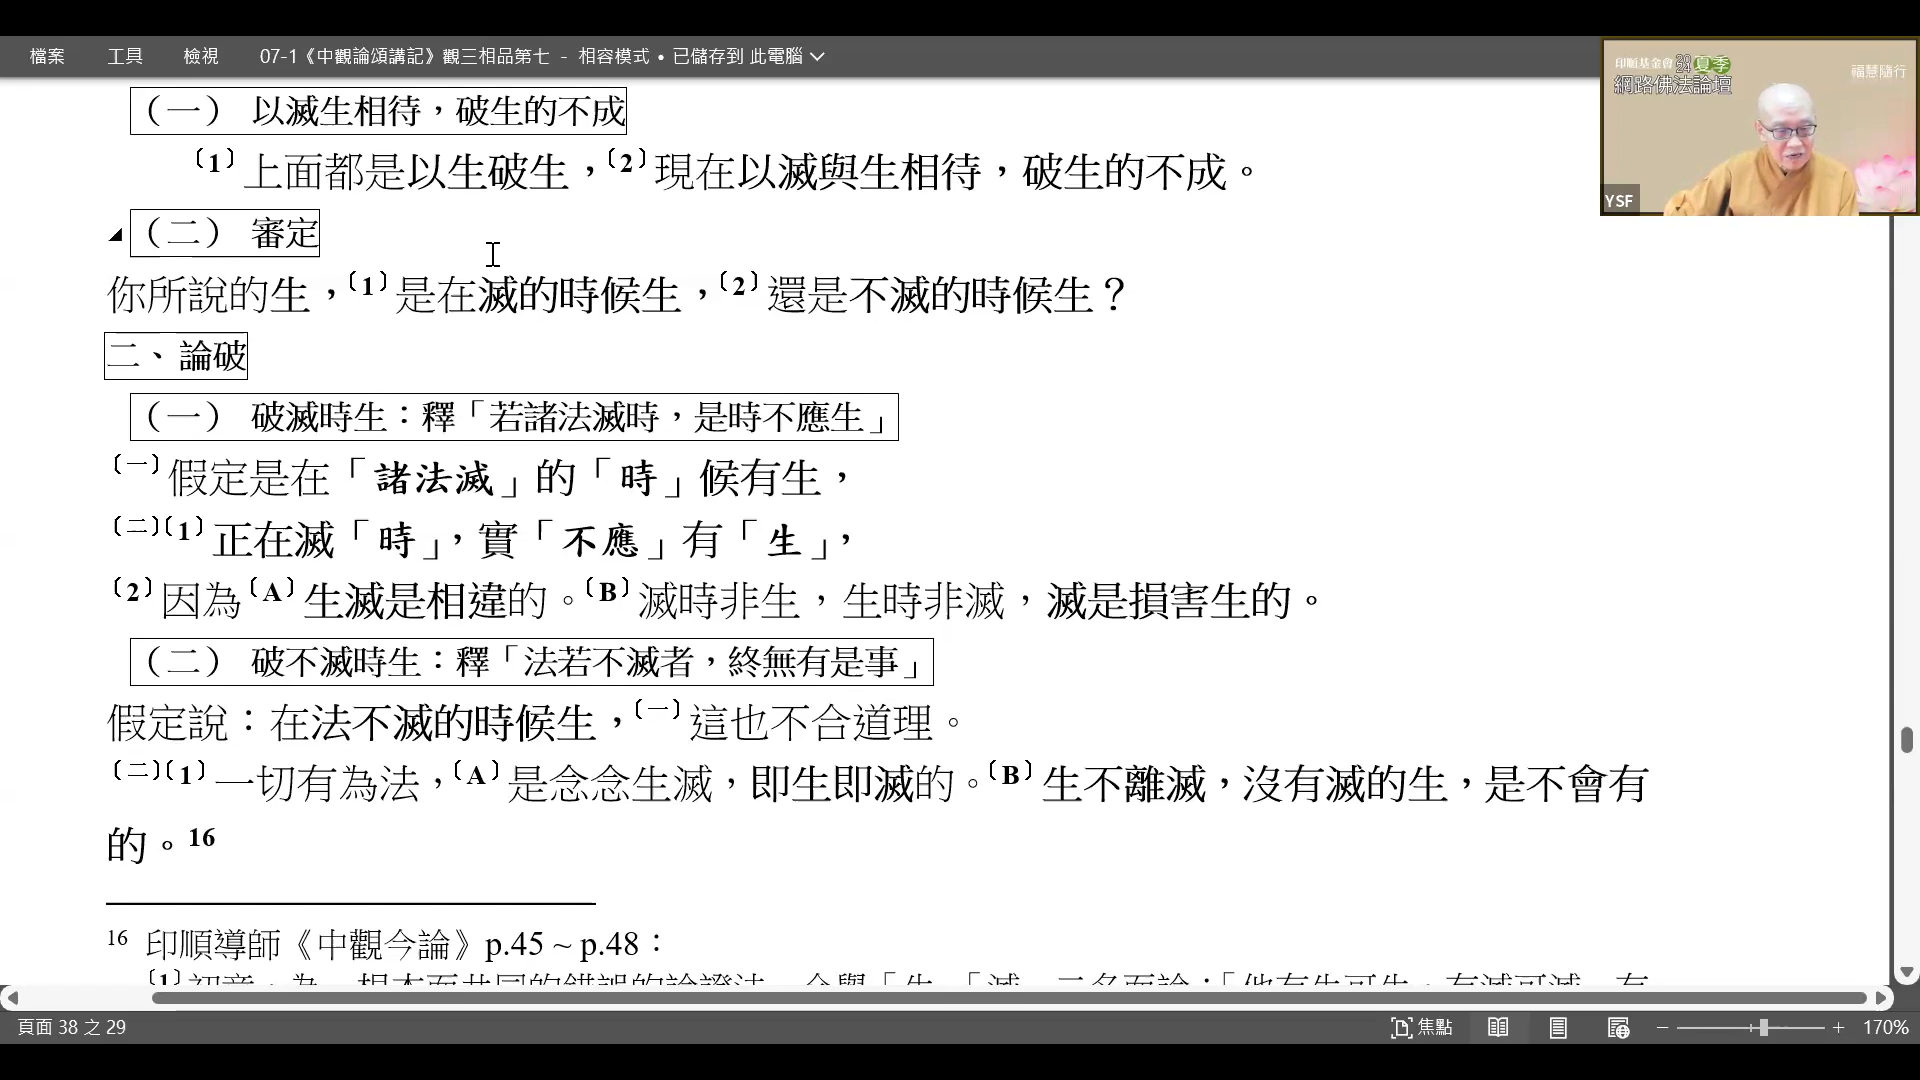 檔案 工具 檢視 07-1《中觀論頌講記》觀三相品第七 - 相容模式 • 已儲存到 此電腦
印順基金會 2024 夏季
網路佛法論壇
福慧隨行
YSF
（一） 以滅生相待，破生的不成
〔1〕上面都是以生破生，〔2〕現在以滅與生相待，破生的不成。
（二） 審定
你所說的生，〔1〕是在滅的時候生，〔2〕還是不滅的時候生？
二、論破
（一） 破滅時生：釋「若諸法滅時，是時不應生」
〔一〕假定是在「諸法滅」的「時」候有生，
〔二〕〔1〕正在滅「時」，實「不應」有「生」，
〔2〕因為〔A〕生滅是相違的。〔B〕滅時非生，生時非滅，滅是損害生的。
（二） 破不滅時生：釋「法若不滅者，終無有是事」
假定說：在法不滅的時候生，〔一〕這也不合道理。
〔二〕〔1〕一切有為法，〔A〕是念念生滅，即生即滅的。〔B〕生不離滅，沒有滅的生，是不會有
的。16
16 印順導師《中觀今論》p.45 ~ p.48：
頁面 38 之 29 焦點 170%